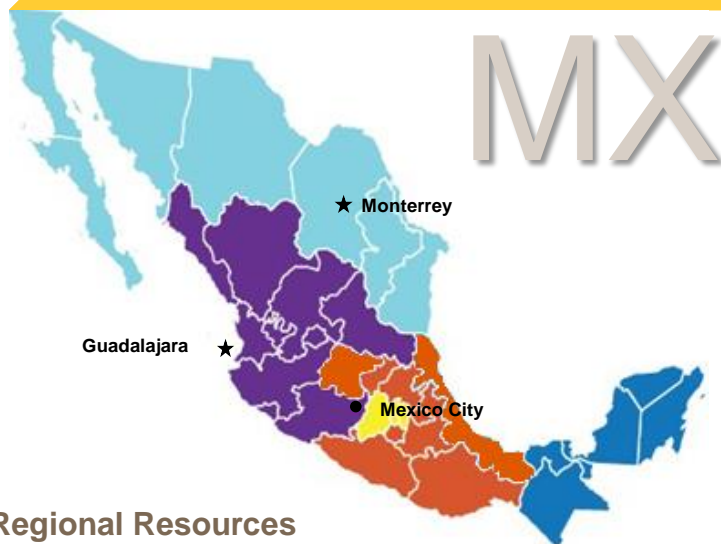 MX
Monterrey
Guadalajara
Mexico City
Regional Resources